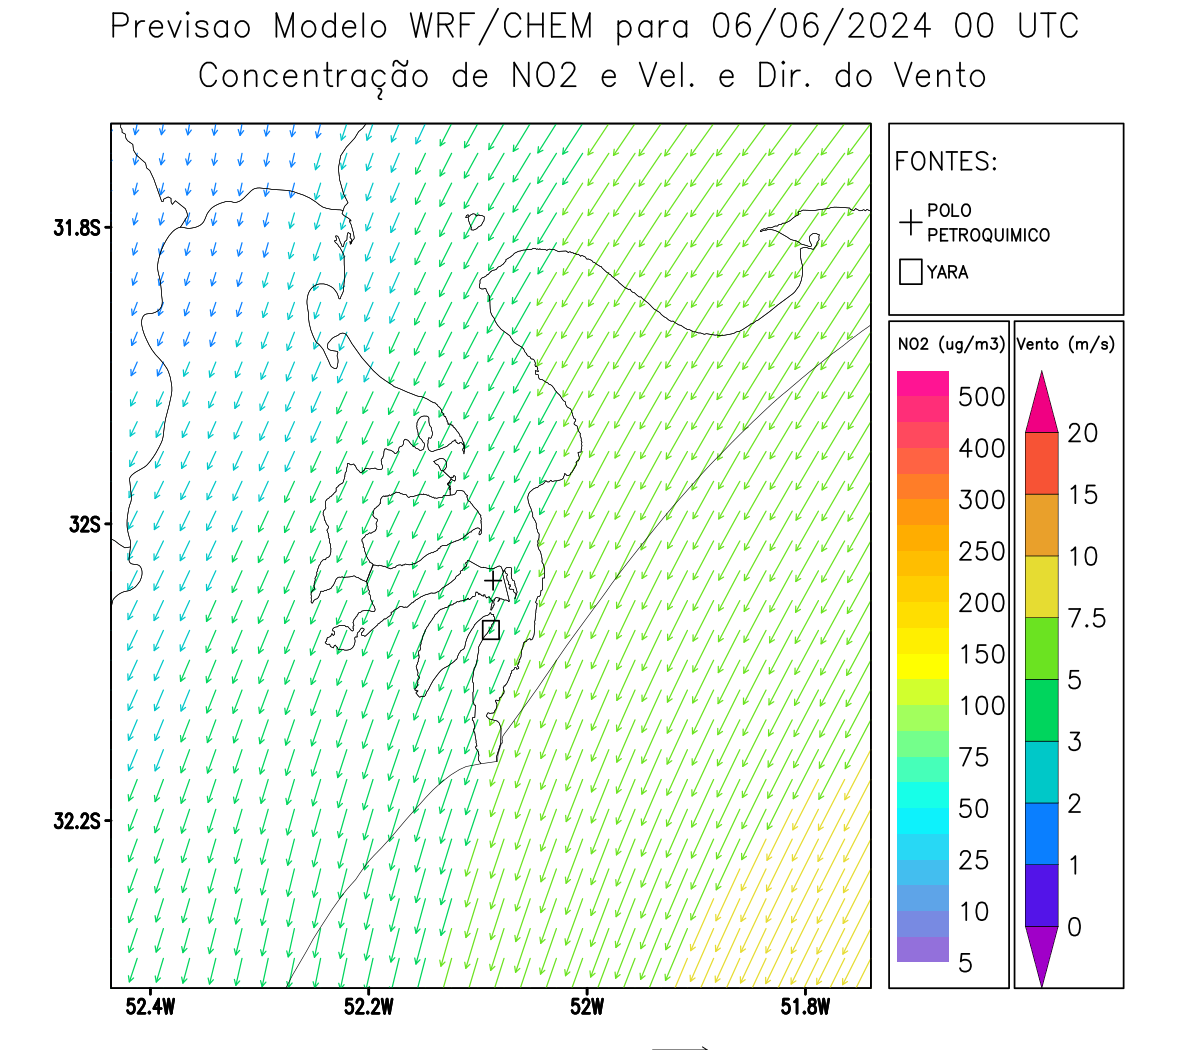 Previsao Modelo WRF/CHEM para 06/06/2024 00 UTC
Concentração de NO2 e Vel. e Dir. do Vento
FONTES:
POLO
PETROQUIMICO
YARA
31.8S
32S
32.2S
52.4W
52.2W
52W
51.8W
NO2 (ug/m3)
500
400
300
250
200
150
100
75
50
25
10
5
Vento (m/s)
20
15
10
7.5
5
3
2
1
0